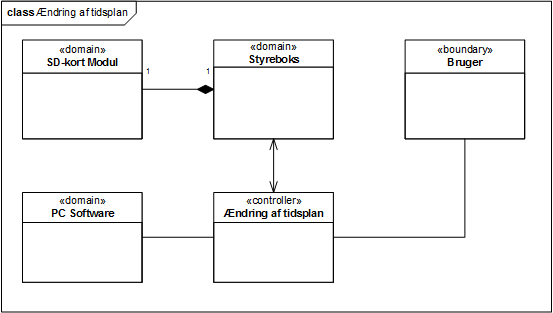 class Ændring af tidsplan
«domain»
SD-kort Modul
1
1
«domain»
Styreboks
«boundary»
Bruger
«domain»
PC Software
«controller»
Ændring af tidsplan